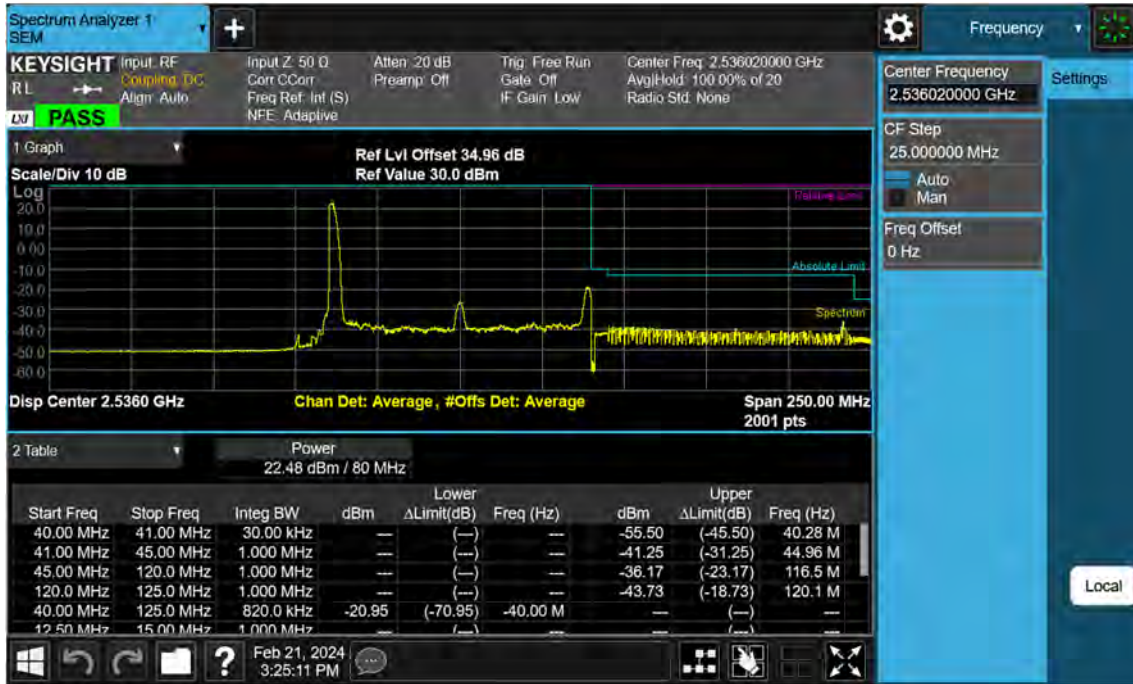 Spectrum Analyzer 1
SEM
Frequency
KEYSIGHT
RL
LXI
PASS
Input: RF
Coupling: DC
Align: Auto
Input Z: 50 Ω
Corr CCorr
Freq Ref: Int (S)
NFE: Adaptive
Atten: 20 dB
Preamp: Off
Trig: Free Run
Gate: Off
IF Gain: Low
Center Freq: 2.536020000 GHz
Avg|Hold: 100.00% of 20
Radio Std: None
Center Frequency
2.536020000 GHz
Settings
CF Step
25.000000 MHz
Auto
Man
Freq Offset
0 Hz
1 Graph
Scale/Div 10 dB
Ref Lvl Offset 34.96 dB
Ref Value 30.0 dBm
Log
20.0
10.0
0.00
-10.0
-20.0
-30.0
-40.0
-50.0
-60.0
Relative Limit
Absolute Limit
Spectrum
Disp Center 2.5360 GHz
Chan Det: Average, #Offs Det: Average
Span 250.00 MHz
2001 pts
2 Table
Power
22.48 dBm / 80 MHz
Lower Upper
Start Freq Stop Freq Integ BW dBm ΔLimit(dB) Freq (Hz) dBm ΔLimit(dB) Freq (Hz)
40.00 MHz 41.00 MHz 30.00 kHz --- (---) --- -55.50 (-45.50) 40.28 M
41.00 MHz 45.00 MHz 1.000 MHz --- (---) --- -41.25 (-31.25) 44.96 M
45.00 MHz 120.0 MHz 1.000 MHz --- (---) --- -36.17 (-23.17) 116.5 M
120.0 MHz 125.0 MHz 1.000 MHz --- (---) --- -43.73 (-18.73) 120.1 M
40.00 MHz 125.0 MHz 820.0 kHz -20.95 (-70.95) -40.00 M --- (---) ---
12.50 MHz 15.00 MHz 1.000 MHz --- (---) --- --- (---) ---
Local
Feb 21, 2024
3:25:11 PM